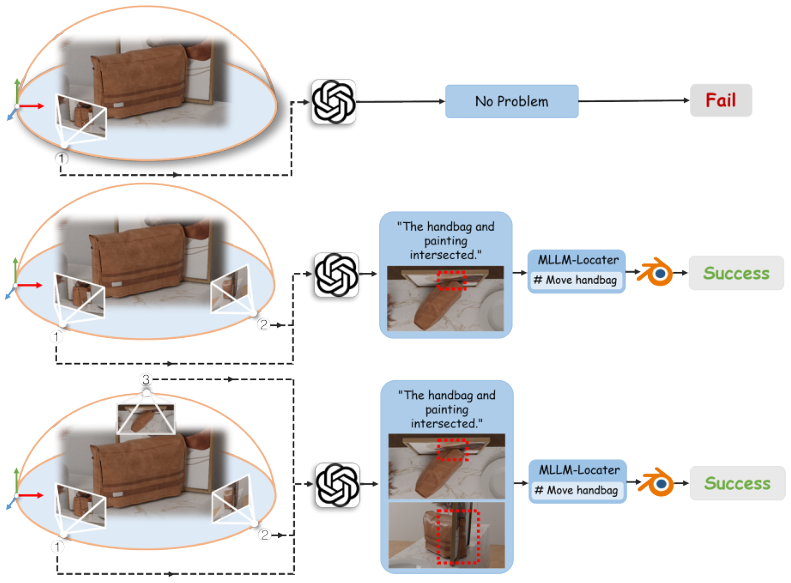 1
No Problem
Fail
1
2
"The handbag and
painting
intersected."
MLLM-Locater
# Move handbag
Success
3
1
2
"The handbag and
painting
intersected."
MLLM-Locater
# Move handbag
Success